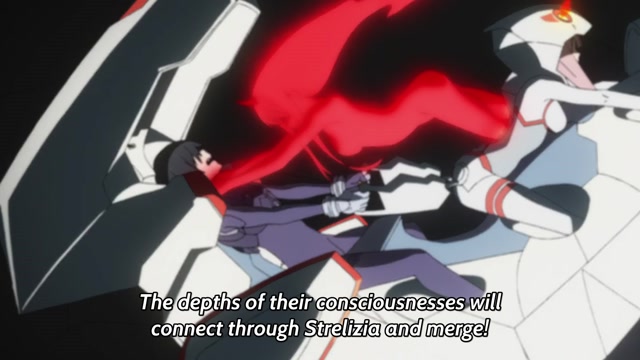 The depths of their consciousnesses will
connect through Strelizia and merge!